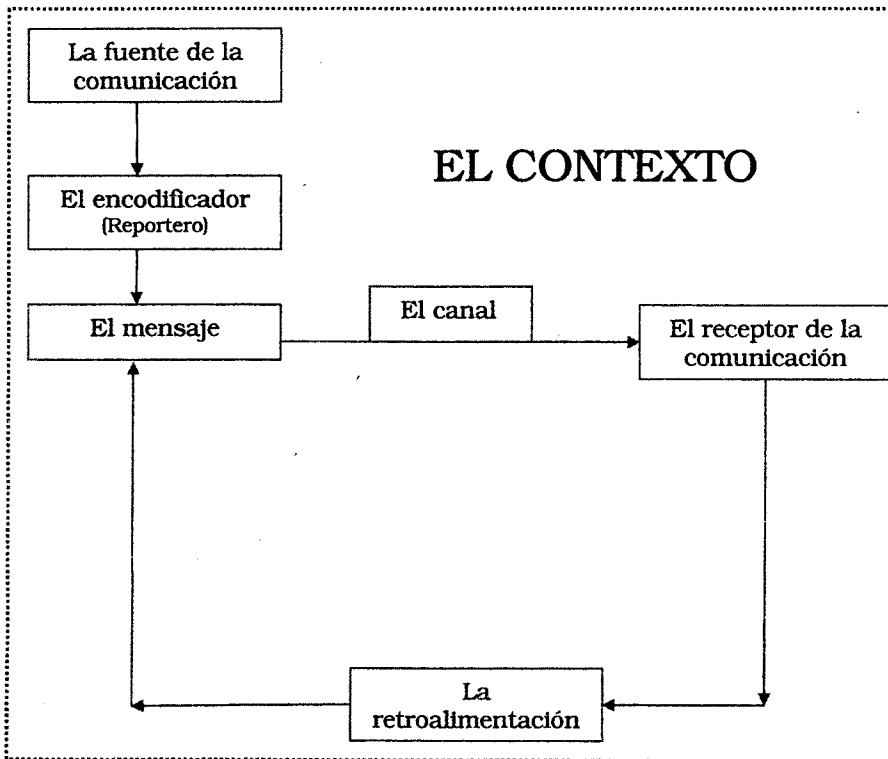 La fuente de la
comunicación
EL CONTEXTO
El encodificador
(Reportero)
El mensaje
El canal
El receptor de la
comunicación
La
retroalimentación